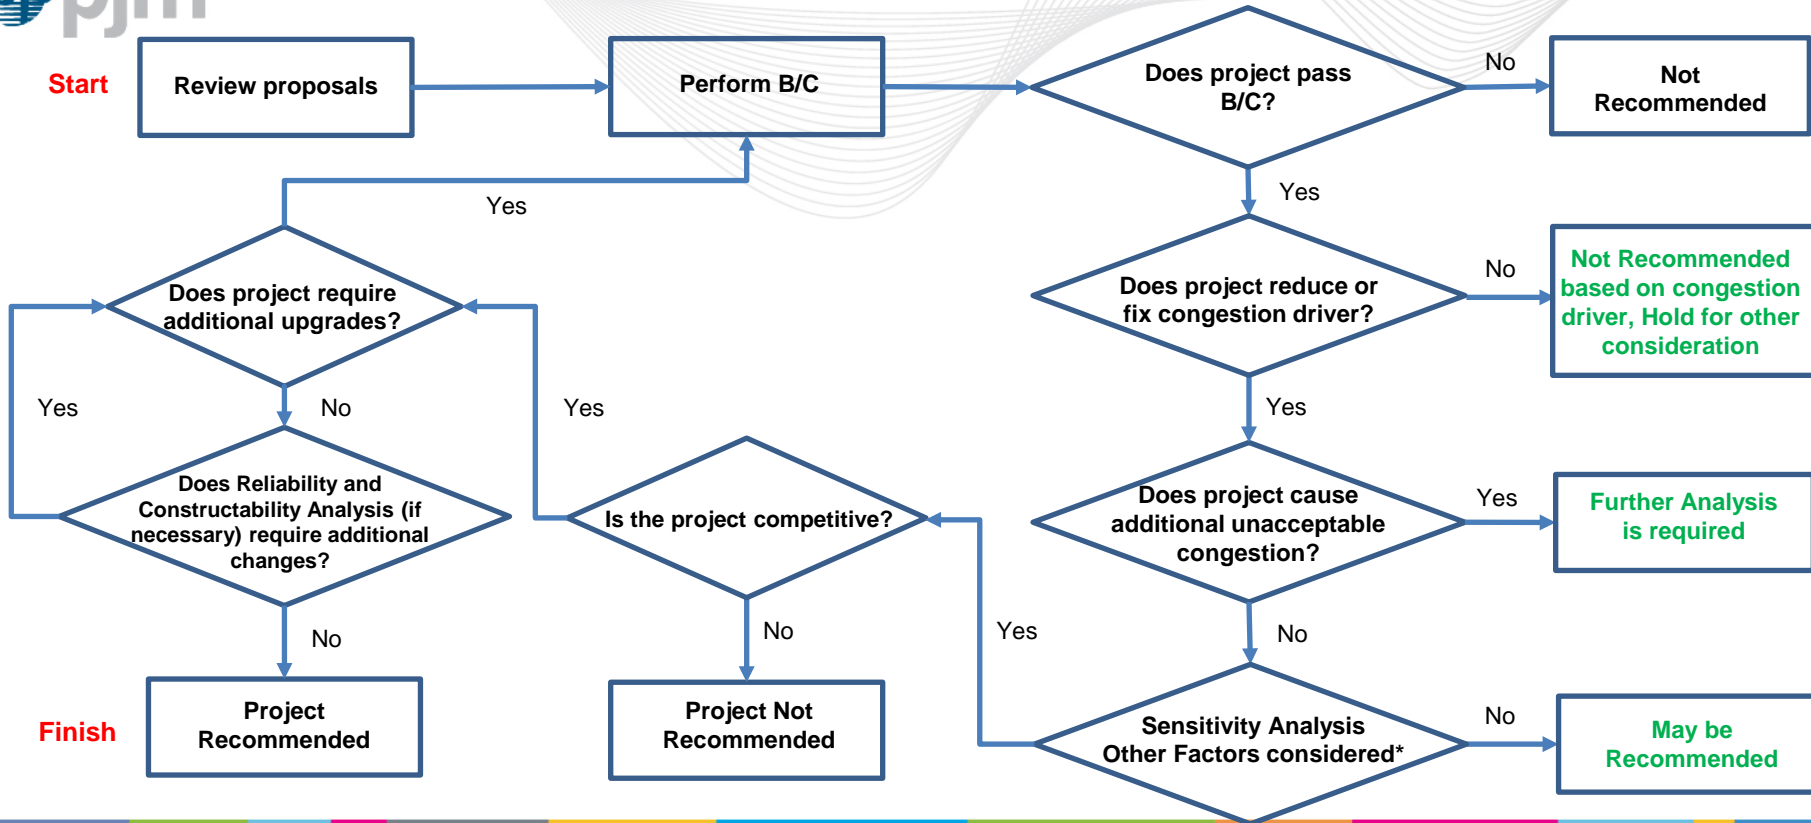 pjm
Start
Review proposals
Perform B/C
Does project pass
B/C?
No
Not
Recommended
Yes
Yes
Does project require
additional upgrades?
Does project reduce or
fix congestion driver?
No
Not Recommended
based on congestion
driver, Hold for other
consideration
Yes
No
Yes
Yes
Does Reliability and
Constructability Analysis (if
necessary) require additional
changes?
Is the project competitive?
Does project cause
additional unacceptable
congestion?
Yes
Further Analysis
is required
No
No
Yes
No
Finish
Project
Recommended
Project Not
Recommended
Sensitivity Analysis
Other Factors considered*
No
May be
Recommended